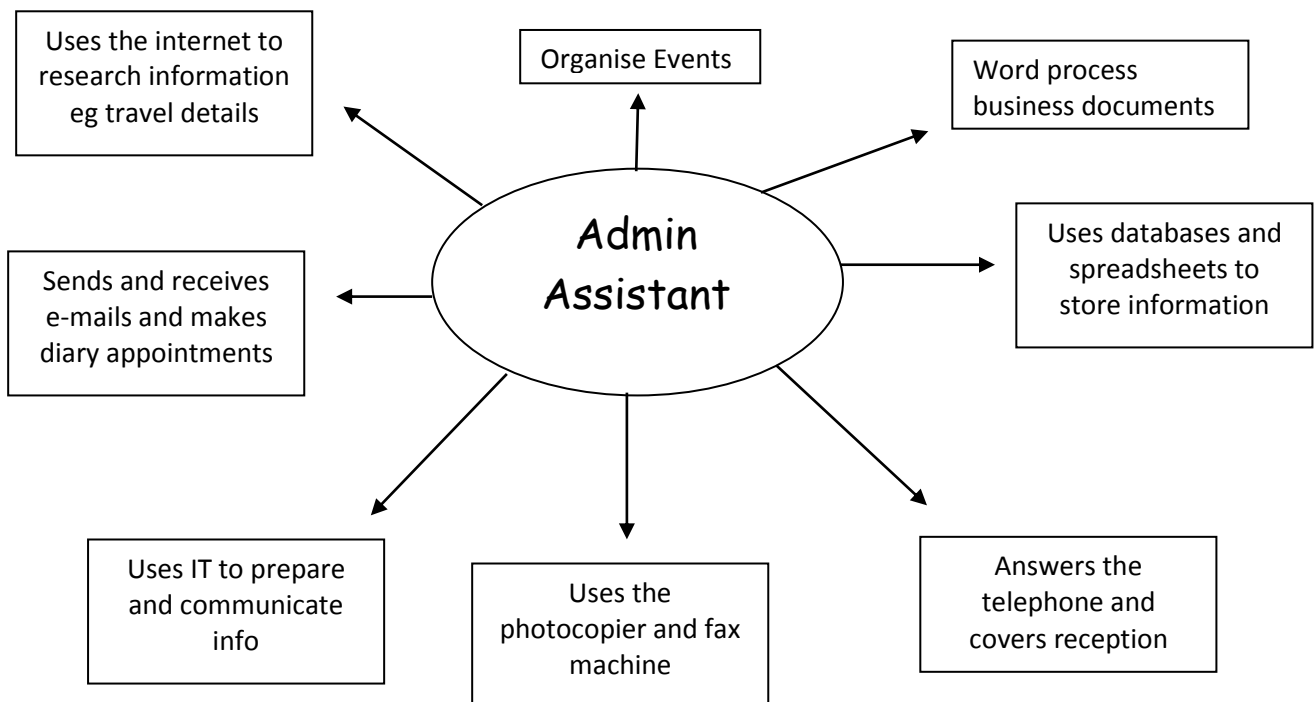 Uses the internet to
research information
eg travel details
Organise Events
Word process
business documents
Admin
Assistant
Uses databases and
spreadsheets to
store information
Sends and receives
e-mails and makes
diary appointments
Uses IT to prepare
and communicate
info
Uses the
photocopier and fax
machine
Answers the
telephone and
covers reception